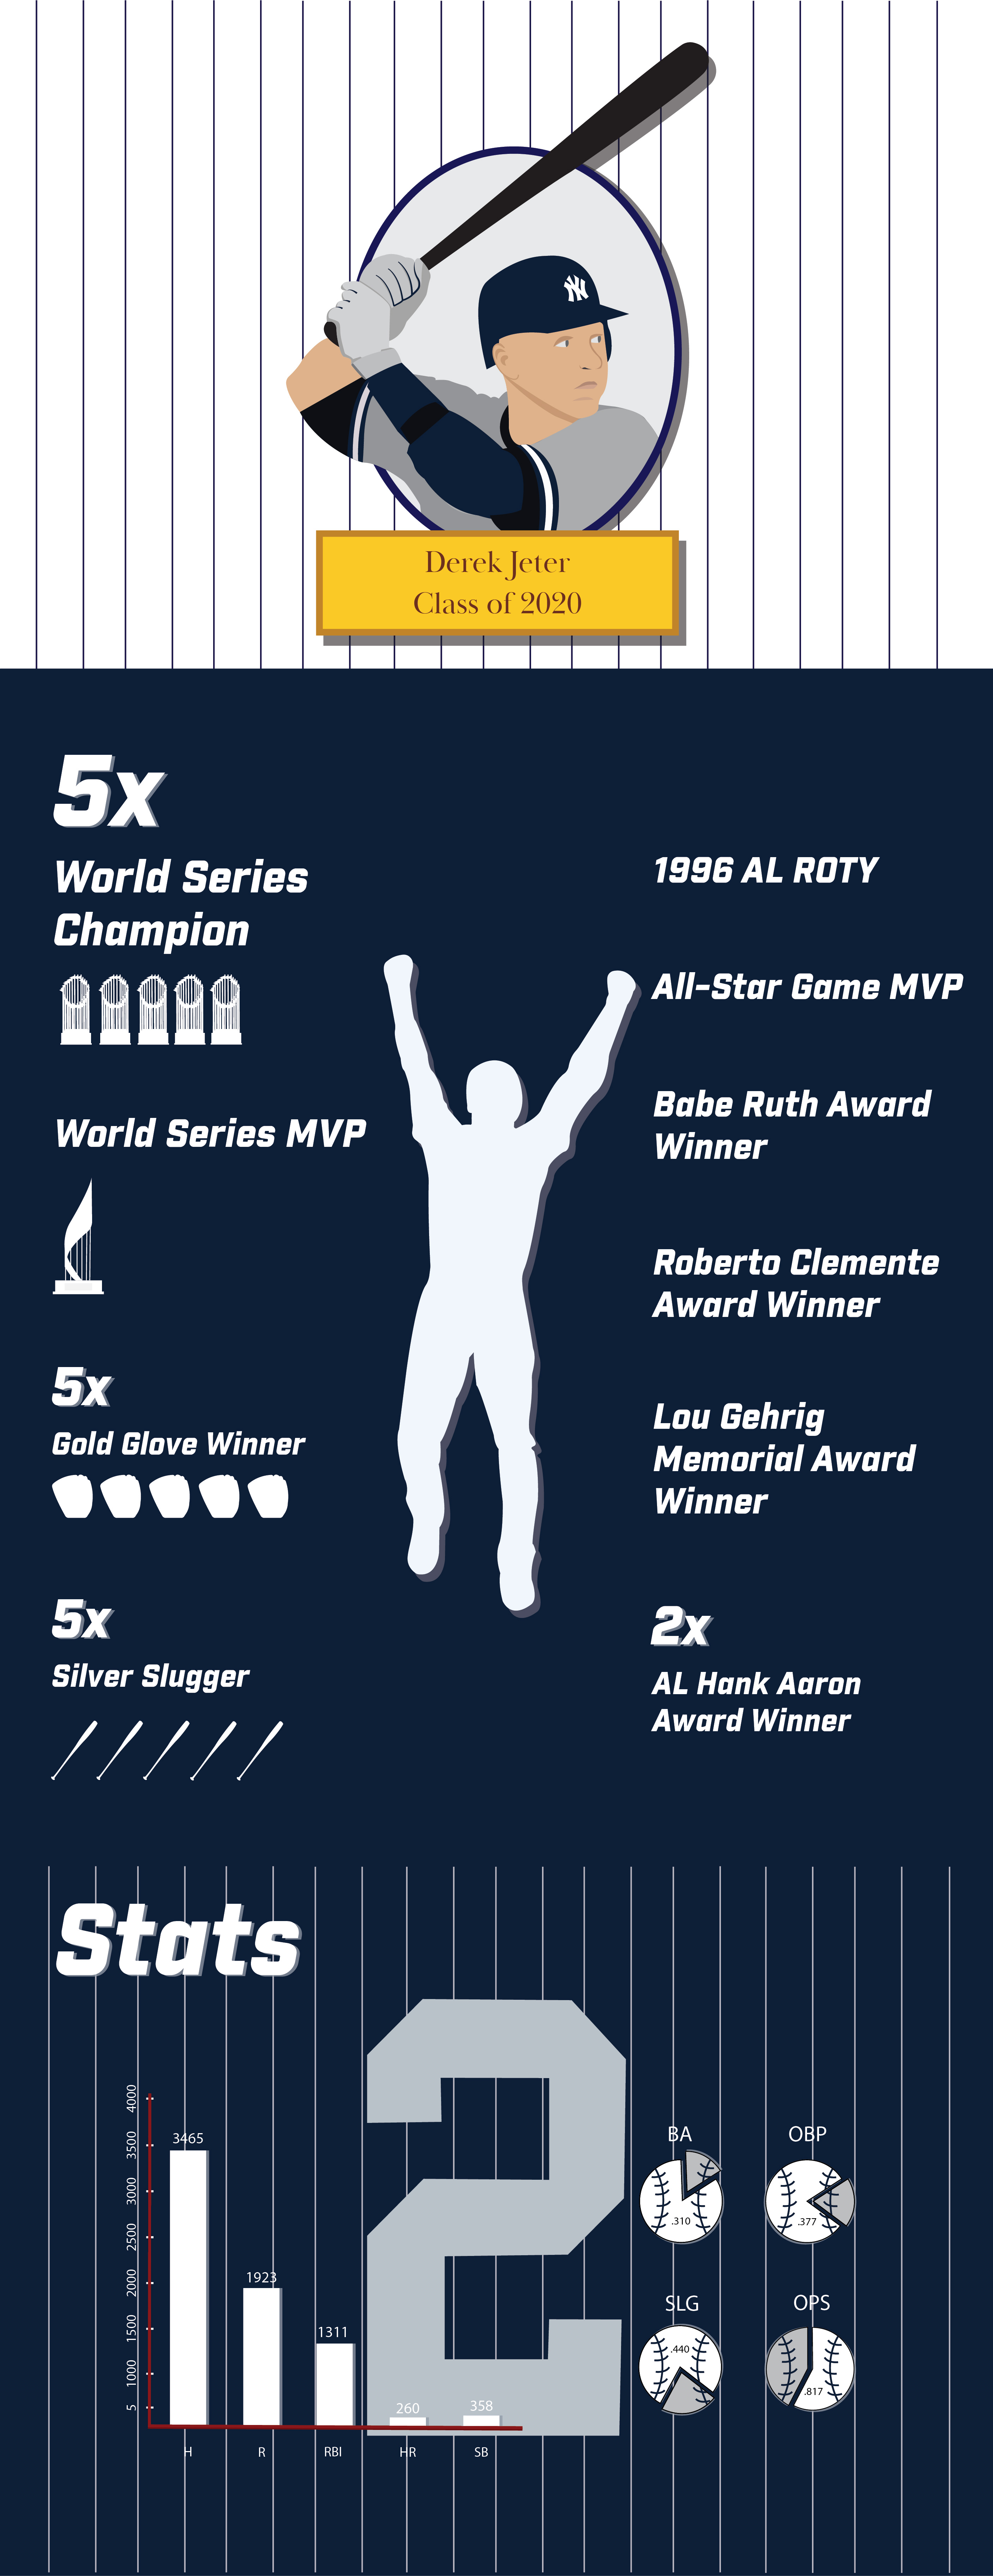 NY
Derek Jeter
Class of 2020
5x
World Series
Champion
World Series MVP
5x
Gold Glove Winner
5x
Silver Slugger
1996 AL ROTY
All-Star Game MVP
Babe Ruth Award
Winner
Roberto Clemente
Award Winner
Lou Gehrig
Memorial Award
Winner
2x
AL Hank Aaron
Award Winner
Stats
2
4000
3500
3000
2500
2000
1500
1000
5
3465
1923
1311
260
358
H
R
RBI
HR
SB
BA
.310
OBP
.377
SLG
.440
OPS
.817